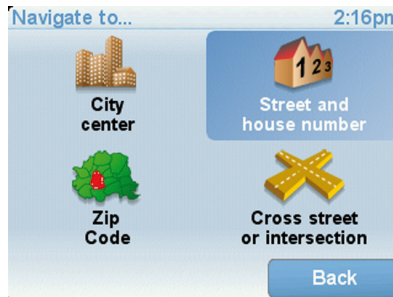 Navigate to...
2:16pm
City
center
Street and
house number
123
Zip
Code
Cross street
or intersection
Back